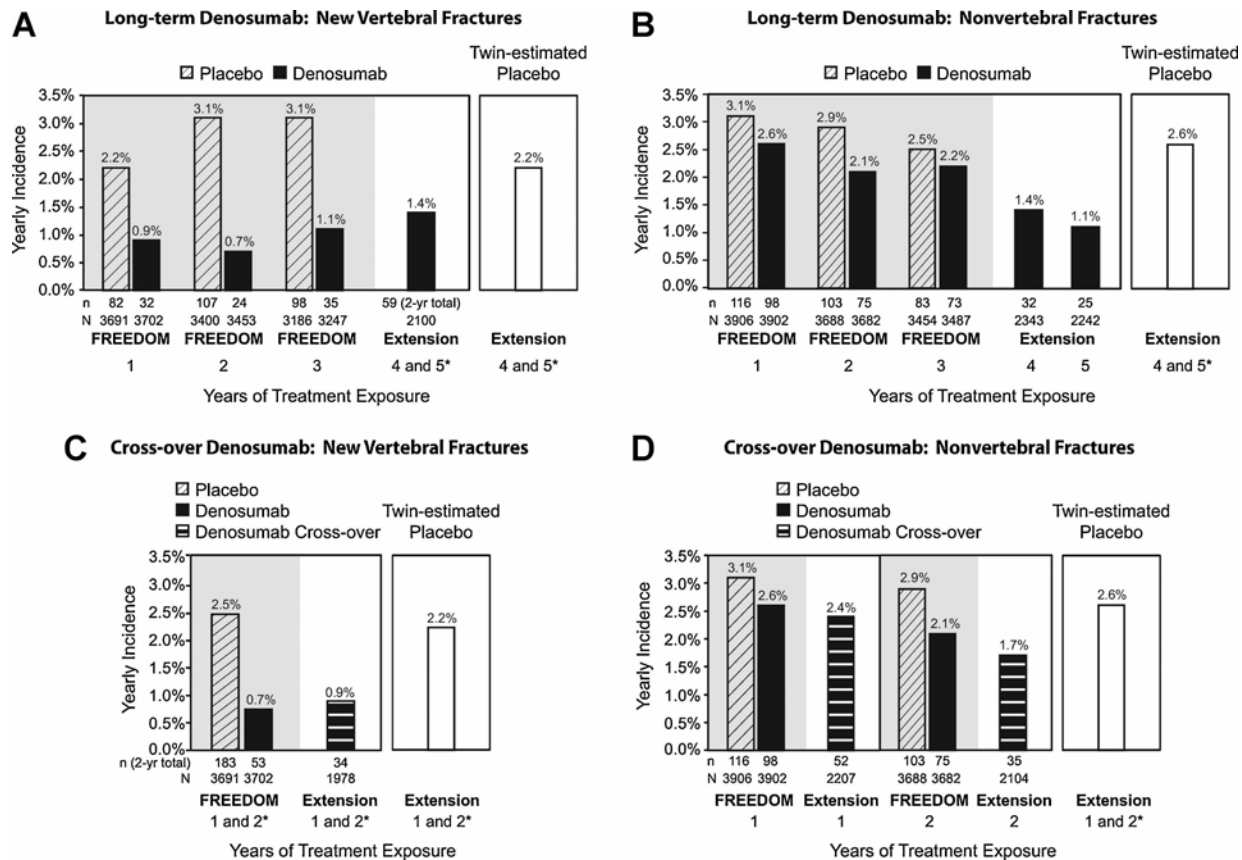 A Long-term Denosumab: New Vertebral Fractures
Twin-estimated
Placebo
Placebo Denosumab
Yearly Incidence
3.5%
3.0%
2.5%
2.0%
1.5%
1.0%
0.5%
0.0%
2.2% 0.9% 3.1% 0.7% 3.1% 1.1% 1.4% 2.2%
n 82 32 107 24 98 35 59 (2-yr total)
N 3691 3702 3400 3453 3186 3247 2100
FREEDOM FREEDOM FREEDOM Extension Extension
1 2 3 4 and 5* 4 and 5*
Years of Treatment Exposure
B Long-term Denosumab: Nonvertebral Fractures
Twin-estimated
Placebo
Placebo Denosumab
Yearly Incidence
3.5%
3.0%
2.5%
2.0%
1.5%
1.0%
0.5%
0.0%
3.1% 2.6% 2.9% 2.1% 2.5% 2.2% 1.4% 1.1% 2.6%
n 116 98 103 75 83 73 32 25
N 3906 3902 3688 3682 3454 3487 2343 2242
FREEDOM FREEDOM FREEDOM Extension Extension
1 2 3 4 5 4 and 5*
Years of Treatment Exposure
C Cross-over Denosumab: New Vertebral Fractures
Placebo
Denosumab
Denosumab Cross-over
Twin-estimated
Placebo
Yearly Incidence
3.5%
3.0%
2.5%
2.0%
1.5%
1.0%
0.5%
0.0%
2.5% 0.7% 0.9% 2.2%
n (2-yr total) 183 53 34
N 3691 3702 1978
FREEDOM Extension Extension
1 and 2* 1 and 2* 1 and 2*
Years of Treatment Exposure
D Cross-over Denosumab: Nonvertebral Fractures
Placebo
Denosumab
Denosumab Cross-over
Twin-estimated
Placebo
Yearly Incidence
3.5%
3.0%
2.5%
2.0%
1.5%
1.0%
0.5%
0.0%
3.1% 2.6% 2.4% 2.9% 2.1% 1.7% 2.6%
n 116 98 52 103 75 35
N 3906 3902 2207 3688 3682 2104
FREEDOM Extension FREEDOM Extension Extension
1 1 2 2 1 and 2*
Years of Treatment Exposure